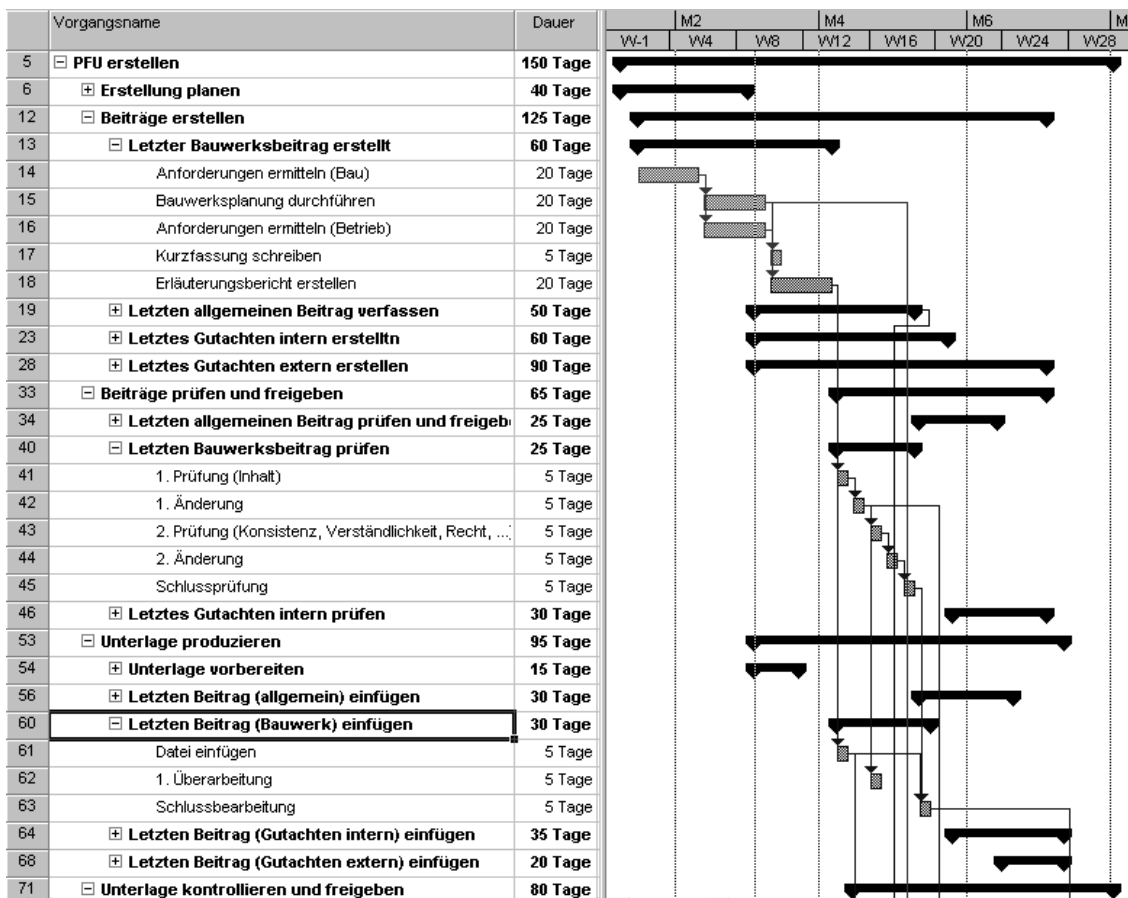 Vorgangsname Dauer M2 M4 M6 M
W-1 W4 W8 W12 W16 W20 W24 W28
5 PFU erstellen 150 Tage
6 Erstellung planen 40 Tage
12 Beiträge erstellen 125 Tage
13 Letzter Bauwerksbeitrag erstellt 60 Tage
14 Anforderungen ermitteln (Bau) 20 Tage
15 Bauwerksplanung durchführen 20 Tage
16 Anforderungen ermitteln (Betrieb) 20 Tage
17 Kurzfassung schreiben 5 Tage
18 Erläuterungsbericht erstellen 20 Tage
19 Letzten allgemeinen Beitrag verfassen 50 Tage
23 Letztes Gutachten intern erstelltn 60 Tage
28 Letztes Gutachten extern erstellen 90 Tage
33 Beiträge prüfen und freigeben 65 Tage
34 Letzten allgemeinen Beitrag prüfen und freigeb 25 Tage
40 Letzten Bauwerksbeitrag prüfen 25 Tage
41 1. Prüfung (Inhalt) 5 Tage
42 1. Änderung 5 Tage
43 2. Prüfung (Konsistenz, Verständlichkeit, Recht, ...) 5 Tage
44 2. Änderung 5 Tage
45 Schlussprüfung 5 Tage
46 Letztes Gutachten intern prüfen 30 Tage
53 Unterlage produzieren 95 Tage
54 Unterlage vorbereiten 15 Tage
56 Letzten Beitrag (allgemein) einfügen 30 Tage
60 Letzten Beitrag (Bauwerk) einfügen 30 Tage
61 Datei einfügen 5 Tage
62 1. Überarbeitung 5 Tage
63 Schlussbearbeitung 5 Tage
64 Letzten Beitrag (Gutachten intern) einfügen 35 Tage
68 Letzten Beitrag (Gutachten extern) einfügen 20 Tage
71 Unterlage kontrollieren und freigeben 80 Tage